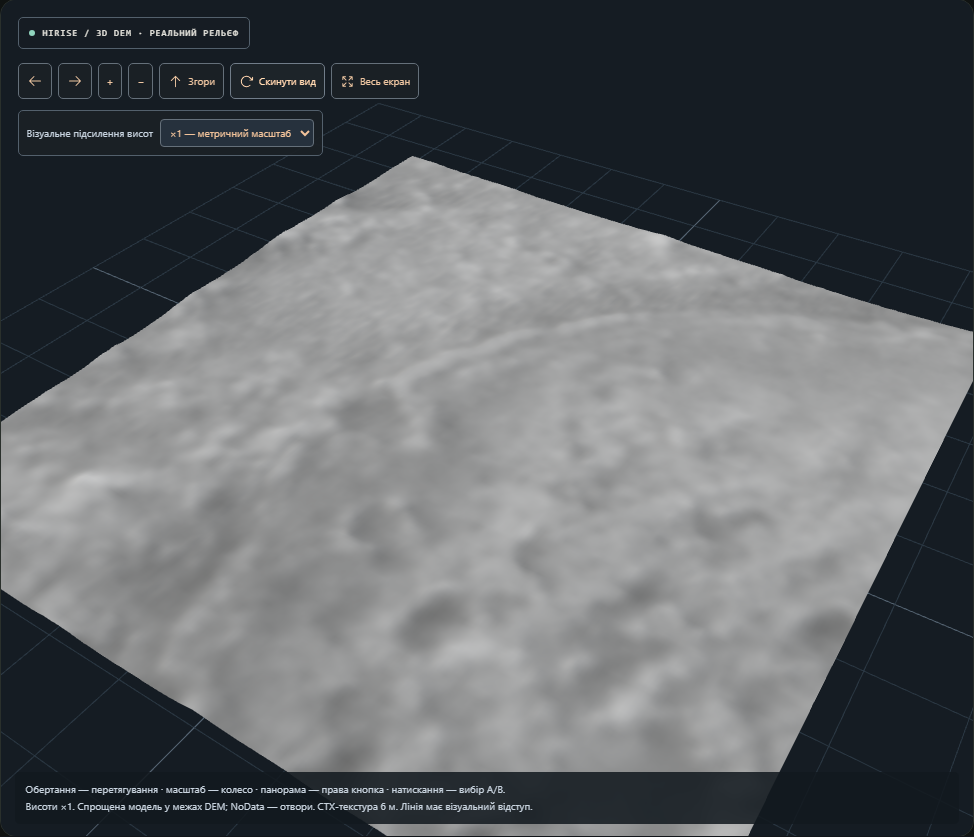 HIRISE / 3D DEM · РЕАЛЬНИЙ РЕЛЬЄФ
← → + − ↑ Згори Скинути вид Весь екран
Візуальне підсилення висот ×1 — метричний масштаб
Обертання — перетягування · масштаб — колесо · панорама — права кнопка · натискання — вибір A/B.
Висоти ×1. Спрощена модель у межах DEM; NoData — отвори. CTX-текстура 6 м. Лінія має візуальний відступ.